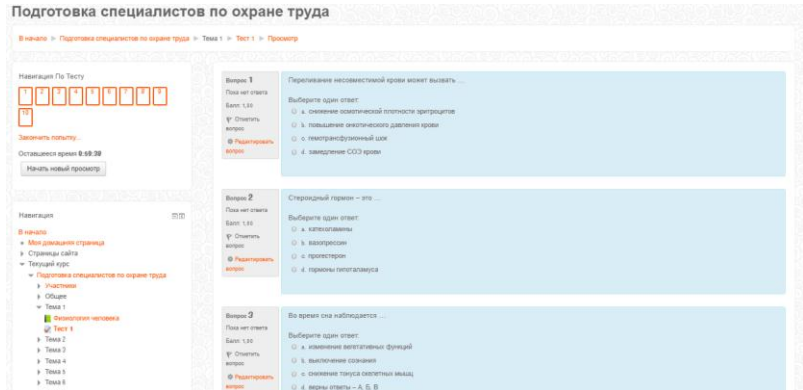 Подготовка специалистов по охране труда
В начало ► Подготовка специалистов по охране труда ► Тема 1 ► Тест 1 ► Просмотр
Навигация По Тесту
1 2 3 4 5 6 7 8 9
10
Закончить попытку...
Оставшееся время 0:59:39
Начать новый просмотр
Навигация
В начало
Моя домашняя страница
Страницы сайта
Текущий курс
Подготовка специалистов по охране труда
Участники
Общее
Тема 1
Физиология человека
Тест 1
Тема 2
Тема 3
Тема 4
Тема 5
Тема 6
Вопрос 1
Пока нет ответа
Балл: 1,00
Отметить
вопрос
Редактировать
вопрос
Переливание несовместимой крови может вызвать ...
Выберите один ответ:
a. снижение осмотической плотности эритроцитов
b. повышение онкотического давления крови
c. гемотрансфузионный шок
d. замедление СОЭ крови
Вопрос 2
Пока нет ответа
Балл: 1,00
Отметить
вопрос
Редактировать
вопрос
Стероидный гормон – это ...
Выберите один ответ:
a. катехоламины
b. вазопрессин
c. прогестерон
d. гормоны гипоталамуса
Вопрос 3
Пока нет ответа
Балл: 1,00
Отметить
вопрос
Редактировать
вопрос
Во время сна наблюдается ...
Выберите один ответ:
a. изменение вегетативных функций
b. выключение сознания
c. снижение тонуса скелетных мышц
d. верны ответы – А, Б, В